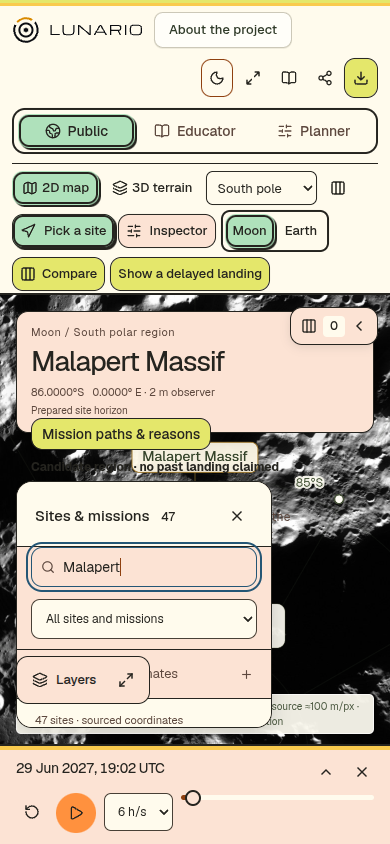 LUNARIO
About the project
Public
Educator
Planner
2D map
3D terrain
South pole
Pick a site
Inspector
Moon
Earth
Compare
Show a delayed landing
Moon / South polar region
0
Malapert Massif
86.0000°S 0.0000° E · 2 m observer
Prepared site horizon
Mission paths & reasons
Malapert Massif
region · no past landing claimed
85°S
Sites & missions 47
Malapert
All sites and missions
Layers
source ≈100 m/px ·
47 sites · sourced coordinates
29 Jun 2027, 19:02 UTC
6 h/s